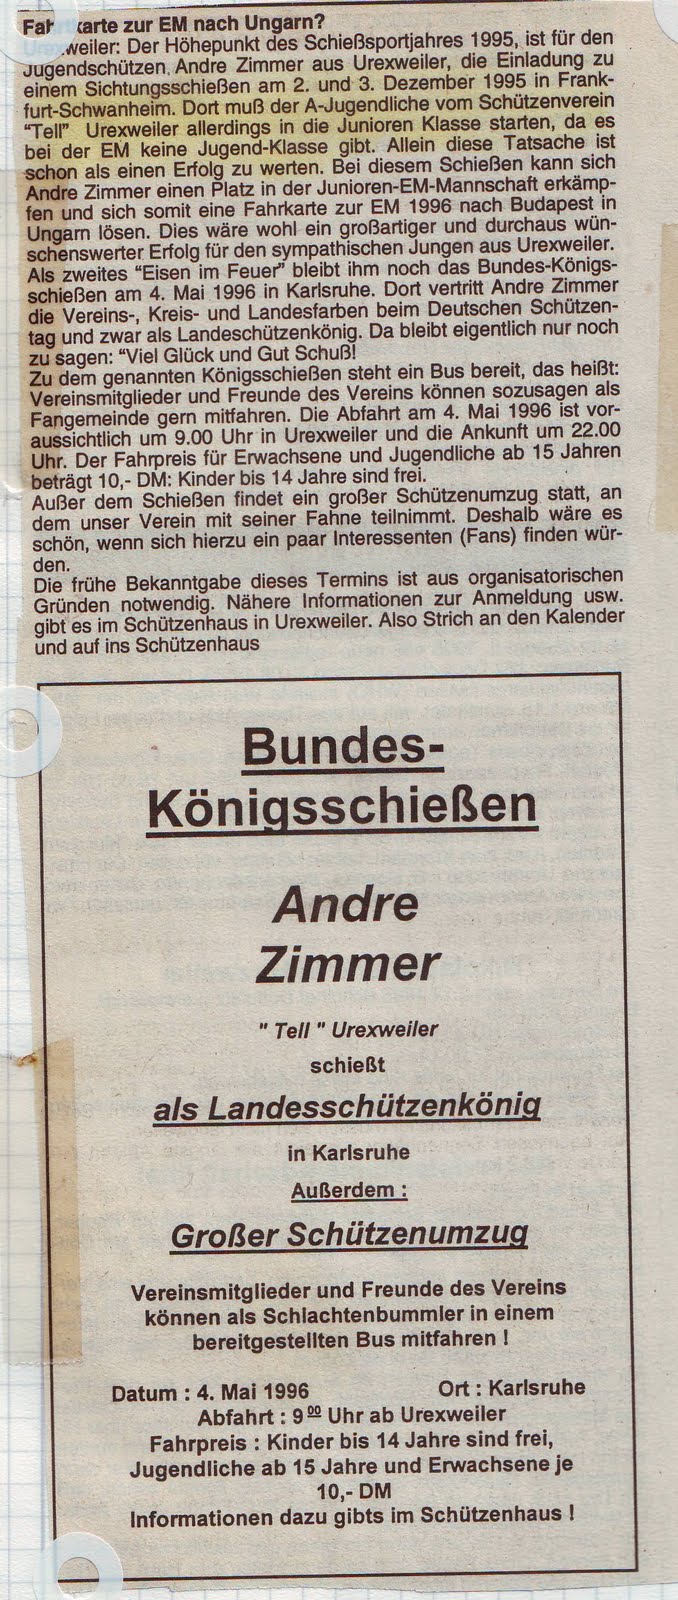 Fahrtkarte zur EM nach Ungarn?
Urexweiler: Der Höhepunkt des Schießsportjahres 1995, ist für den
Jugendschützen Andre Zimmer aus Urexweiler, die Einladung zu
einem Sichtungsschießen am 2. und 3. Dezember 1995 in Frank-
furt-Schwanheim. Dort muß der A-Jugendliche vom Schützenverein
"Tell" Urexweiler allerdings in die Junioren Klasse starten, da es
bei der EM keine Jugend-Klasse gibt. Allein diese Tatsache ist
schon als einen Erfolg zu werten. Bei diesem Schießen kann sich
Andre Zimmer einen Platz in der Junioren-EM-Mannschaft erkämp-
fen und sich somit eine Fahrkarte zur EM 1996 nach Budapest in
Ungarn lösen. Dies wäre wohl ein großartiger und durchaus wün-
schenswerter Erfolg für den sympathischen Jungen aus Urexweiler.
Als zweites "Eisen im Feuer" bleibt ihm noch das Bundes-Königs-
schießen am 4. Mai 1996 in Karlsruhe. Dort vertritt Andre Zimmer
die Vereins-, Kreis- und Landesfarben beim Deutschen Schützen-
tag und zwar als Landeschützenkönig. Da bleibt eigentlich nur noch
zu sagen: "Viel Glück und Gut Schuß!
Zu dem genannten Königsschießen steht ein Bus bereit, das heißt:
Vereinsmitglieder und Freunde des Vereins können sozusagen als
Fangemeinde gern mitfahren. Die Abfahrt am 4. Mai 1996 ist vor-
aussichtlich um 9.00 Uhr in Urexweiler und die Ankunft um 22.00
Uhr. Der Fahrpreis für Erwachsene und Jugendliche ab 15 Jahren
beträgt 10,- DM: Kinder bis 14 Jahre sind frei.
Außer dem Schießen findet ein großer Schützenumzug statt, an
dem unser Verein mit seiner Fahne teilnimmt. Deshalb wäre es
schön, wenn sich hierzu ein paar Interessenten (Fans) finden wür-
den.
Die frühe Bekanntgabe dieses Termins ist aus organisatorischen
Gründen notwendig. Nähere Informationen zur Anmeldung usw.
gibt es im Schützenhaus in Urexweiler. Also Strich an den Kalender
und auf ins Schützenhaus
Bundes-
Königsschießen
Andre
Zimmer
" Tell " Urexweiler
schießt
als Landesschützenkönig
in Karlsruhe
Außerdem :
Großer Schützenumzug
Vereinsmitglieder und Freunde des Vereins
können als Schlachtenbummler in einem
bereitgestellten Bus mitfahren !
Datum : 4. Mai 1996 Ort : Karlsruhe
Abfahrt : 9 00 Uhr ab Urexweiler
Fahrpreis : Kinder bis 14 Jahre sind frei,
Jugendliche ab 15 Jahre und Erwachsene je
10,- DM
Informationen dazu gibts im Schützenhaus !